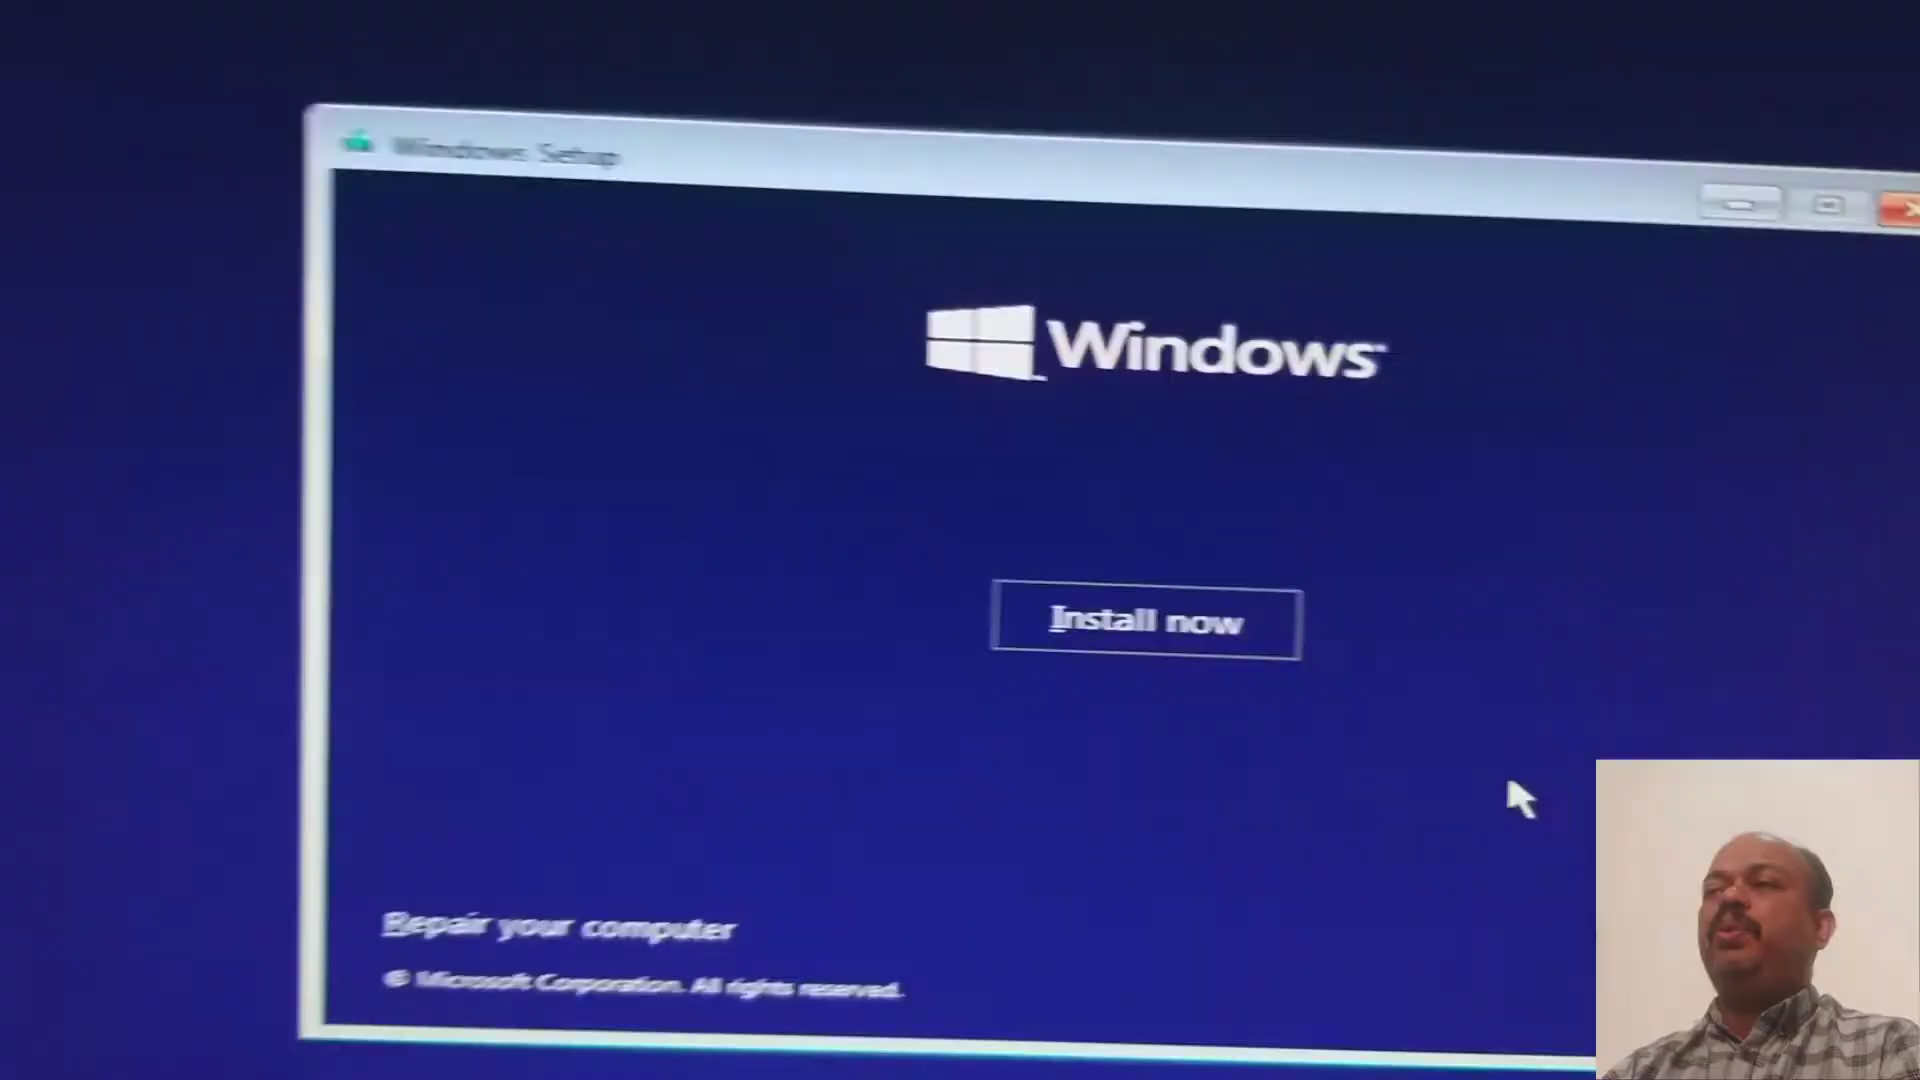 Windows Setup
Windows
Install now
Repair your computer
© Microsoft Corporation. All rights reserved.